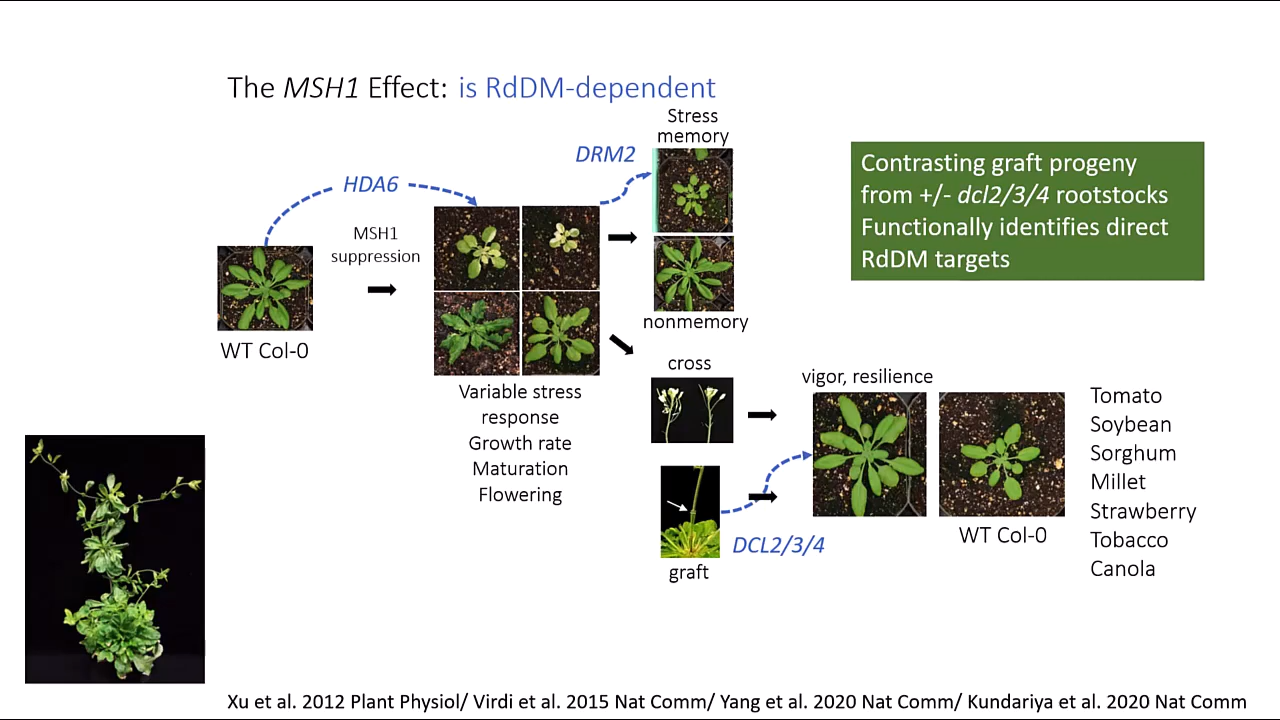 The MSH1 Effect: is RdDM-dependent
Stress
memory
DRM2
HDA6
MSH1
suppression
WT Col-0
nonmemory
Variable stress
response
Growth rate
Maturation
Flowering
cross
graft
DCL2/3/4
vigor, resilience
WT Col-0
Contrasting graft progeny
from +/- dcl2/3/4 rootstocks
Functionally identifies direct
RdDM targets
Tomato
Soybean
Sorghum
Millet
Strawberry
Tobacco
Canola
Xu et al. 2012 Plant Physiol/ Virdi et al. 2015 Nat Comm/ Yang et al. 2020 Nat Comm/ Kundariya et al. 2020 Nat Comm